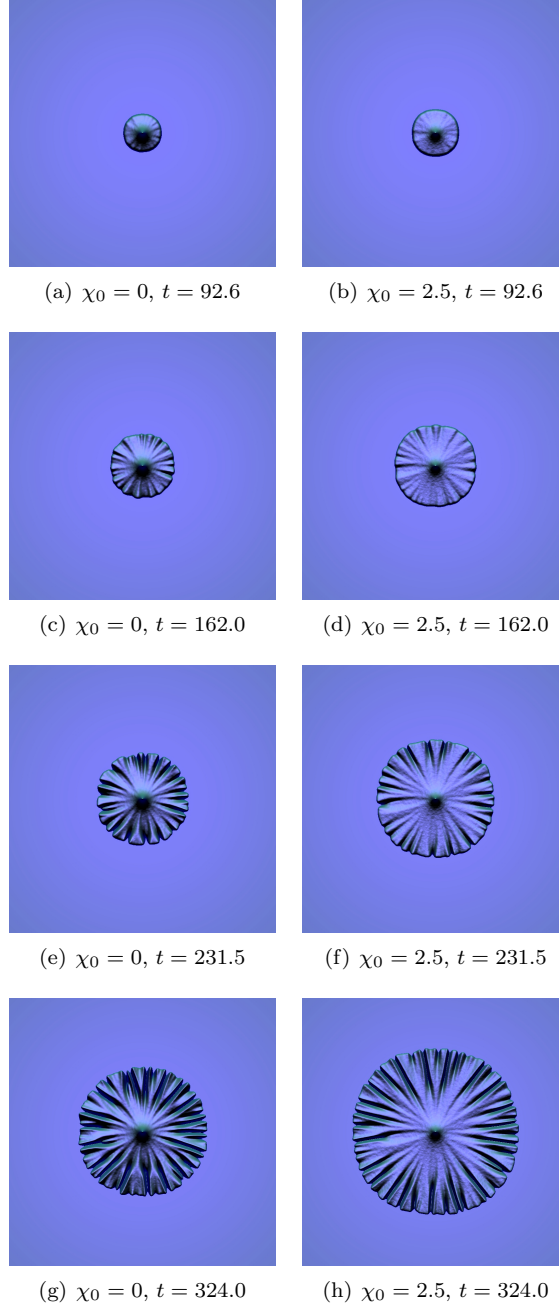 (a) χ₀ = 0, t = 92.6
(b) χ₀ = 2.5, t = 92.6
(c) χ₀ = 0, t = 162.0
(d) χ₀ = 2.5, t = 162.0
(e) χ₀ = 0, t = 231.5
(f) χ₀ = 2.5, t = 231.5
(g) χ₀ = 0, t = 324.0
(h) χ₀ = 2.5, t = 324.0